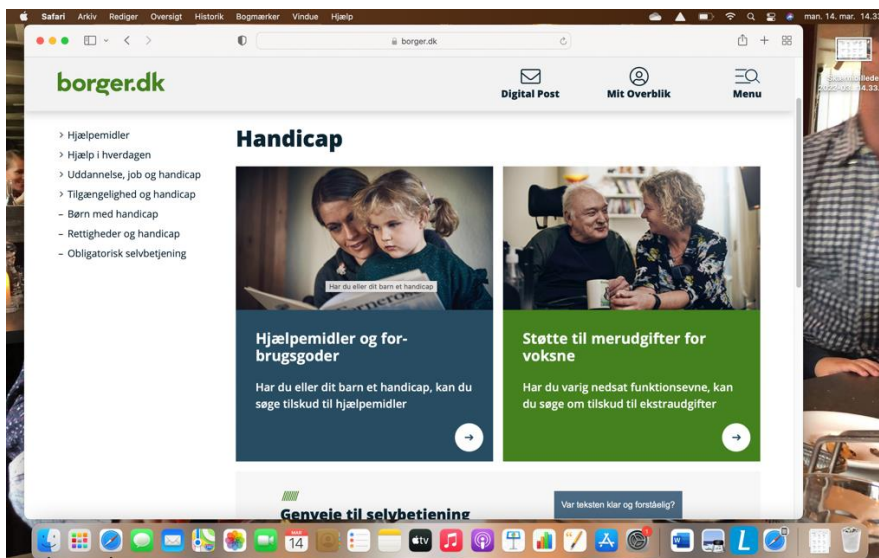 Safari Arkiv Rediger Oversigt Historik Bogmærker Vindue Hjælp
man. 14. mar. 14.33
borger.dk
borger.dk
Digital Post
Mit Overblik
Menu
> Hjælpemidler
> Hjælp i hverdagen
> Uddannelse, job og handicap
> Tilgængelighed og handicap
– Børn med handicap
– Rettigheder og handicap
– Obligatorisk selvbetjening
Handicap
Har du eller dit barn et handicap
Hjælpemidler og for-
brugsgoder
Har du eller dit barn et handicap, kan du
søge tilskud til hjælpemidler
Støtte til merudgifter for
voksne
Har du varig nedsat funktionsevne, kan
du søge om tilskud til ekstraudgifter
Genveje til selvbetjening
Var teksten klar og forståelig?
14
tv